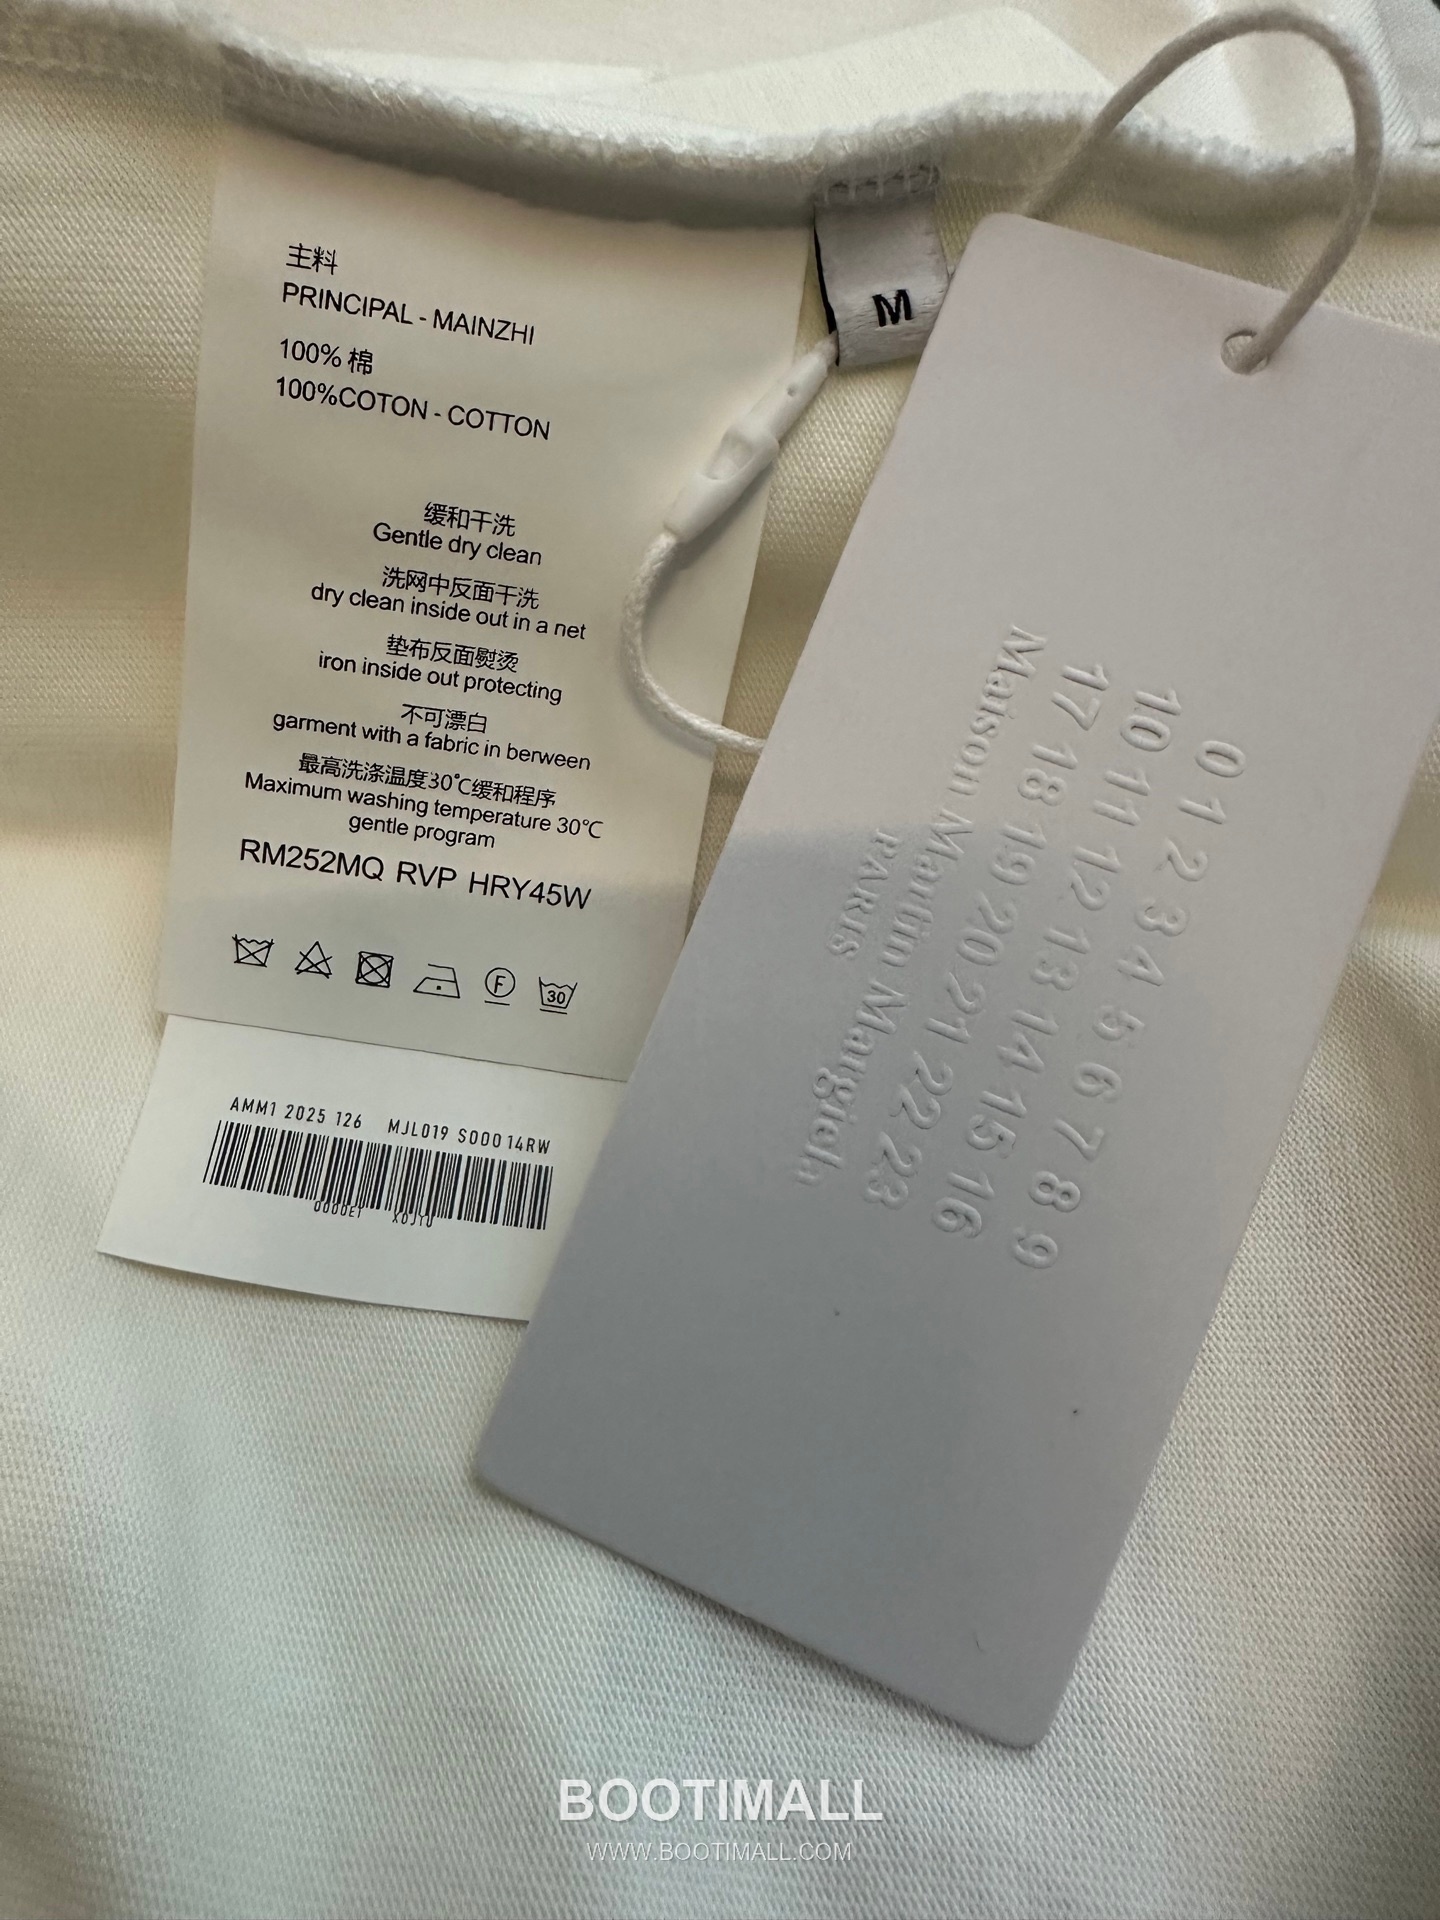 主料
PRINCIPAL - MAINZHI
100% 棉
100%COTON - COTTON
缓和干洗
Gentle dry clean
洗网中反面干洗
dry clean inside out in a net
垫布反面熨烫
iron inside out protecting
不可漂白
garment with a fabric in berween
最高洗涤温度30℃缓和程序
Maximum washing temperature 30℃
gentle program
RM252MQ RVP HRY45W
F
30
AMM1 2025 126 MJL019 S00014RW
M
0 1 2 3 4 5 6 7 8 9
10 11 12 13 14 15 16
17 18 19 20 21 22 23
Maison Martin Margiela
PARIS
BOOTIMALL
WWW.BOOTIMALL.COM